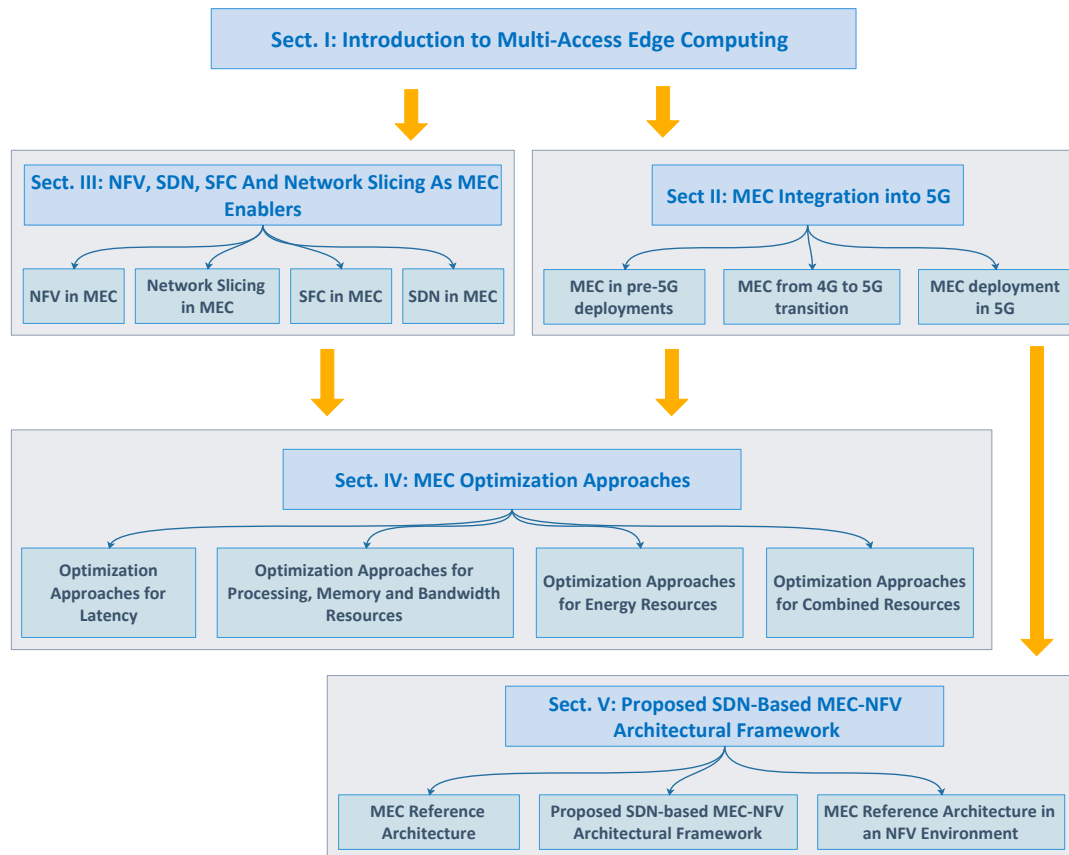 Sect. I: Introduction to Multi-Access Edge Computing
Sect. III: NFV, SDN, SFC And Network Slicing As MEC
Enablers
NFV in MEC
Network Slicing
in MEC
SFC in MEC
SDN in MEC
Sect II: MEC Integration into 5G
MEC in pre-5G
deployments
MEC from 4G to 5G
transition
MEC deployment
in 5G
Sect. IV: MEC Optimization Approaches
Optimization
Approaches for
Latency
Optimization Approaches for
Processing, Memory and Bandwidth
Resources
Optimization Approaches
for Energy Resources
Optimization Approaches
for Combined Resources
Sect. V: Proposed SDN-Based MEC-NFV
Architectural Framework
MEC Reference
Architecture
Proposed SDN-based MEC-NFV
Architectural Framework
MEC Reference Architecture in
an NFV Environment